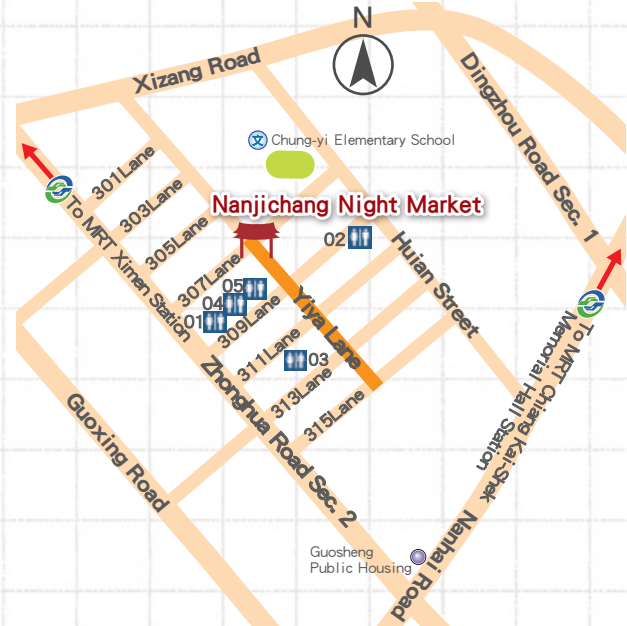 N
Xizang Road
Dingzhou Road Sec. 1
文 Chung-yi Elementary School
301Lane
303Lane
Nanjichang Night Market
To MRT Ximen Station
305Lane
02
Huian Street
307Lane
05
04
01
309Lane
Yiya Lane
To MRT Chiang Kai-Shek
Memorial Hall Station
311Lane
03
313Lane
315Lane
Zhonghua Road Sec. 2
Guoxing Road
Nanhai Road
Guosheng
Public Housing